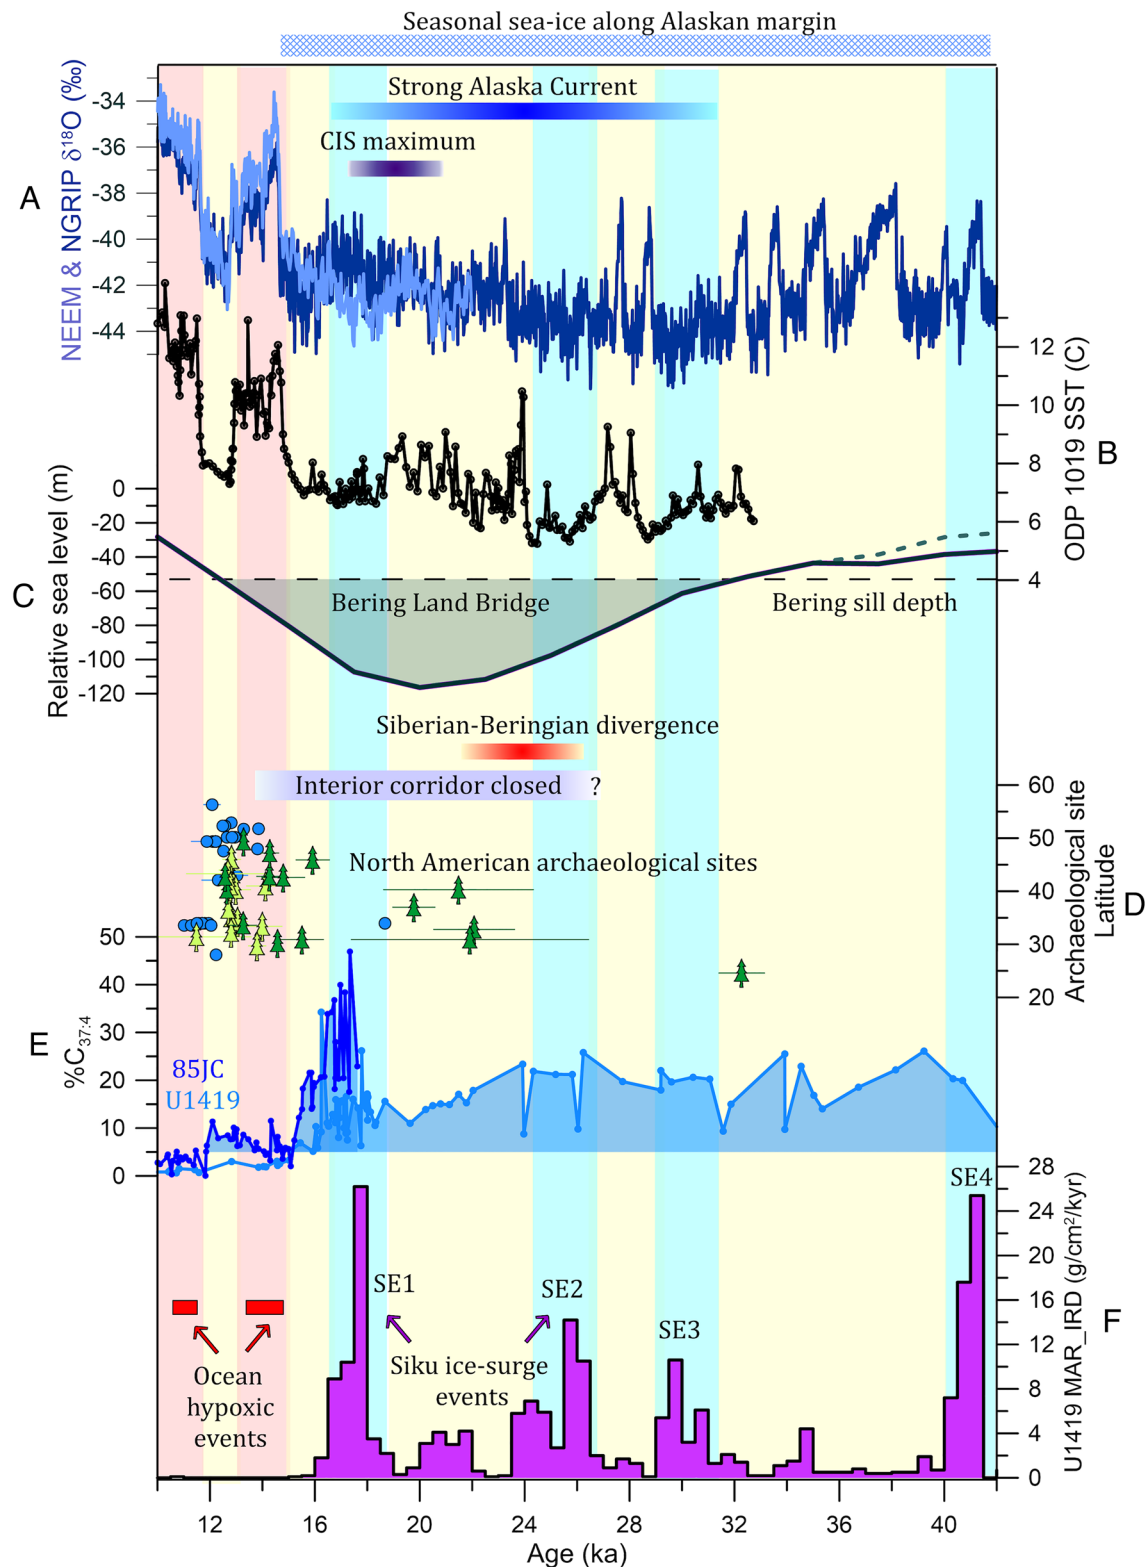 Seasonal sea-ice along Alaskan margin
Strong Alaska Current
CIS maximum
A
NEEM & NGRIP δ¹⁸O (‰)
-34
-36
-38
-40
-42
-44
B
ODP 1019 SST (C)
12
10
8
6
4
C
Relative sea level (m)
0
-20
-40
-60
-80
-100
-120
Bering Land Bridge
Bering sill depth
Siberian-Beringian divergence
Interior corridor closed ?
North American archaeological sites
D
Archaeological site
Latitude
60
50
40
30
20
E
%C37:4
50
40
30
20
10
0
85JC
U1419
F
U1419 MAR_IRD (g/cm²/kyr)
28
24
20
16
12
8
4
0
SE4
SE1
SE2
SE3
Siku ice-surge
events
Ocean
hypoxic
events
12
16
20
24
28
32
36
40
Age (ka)